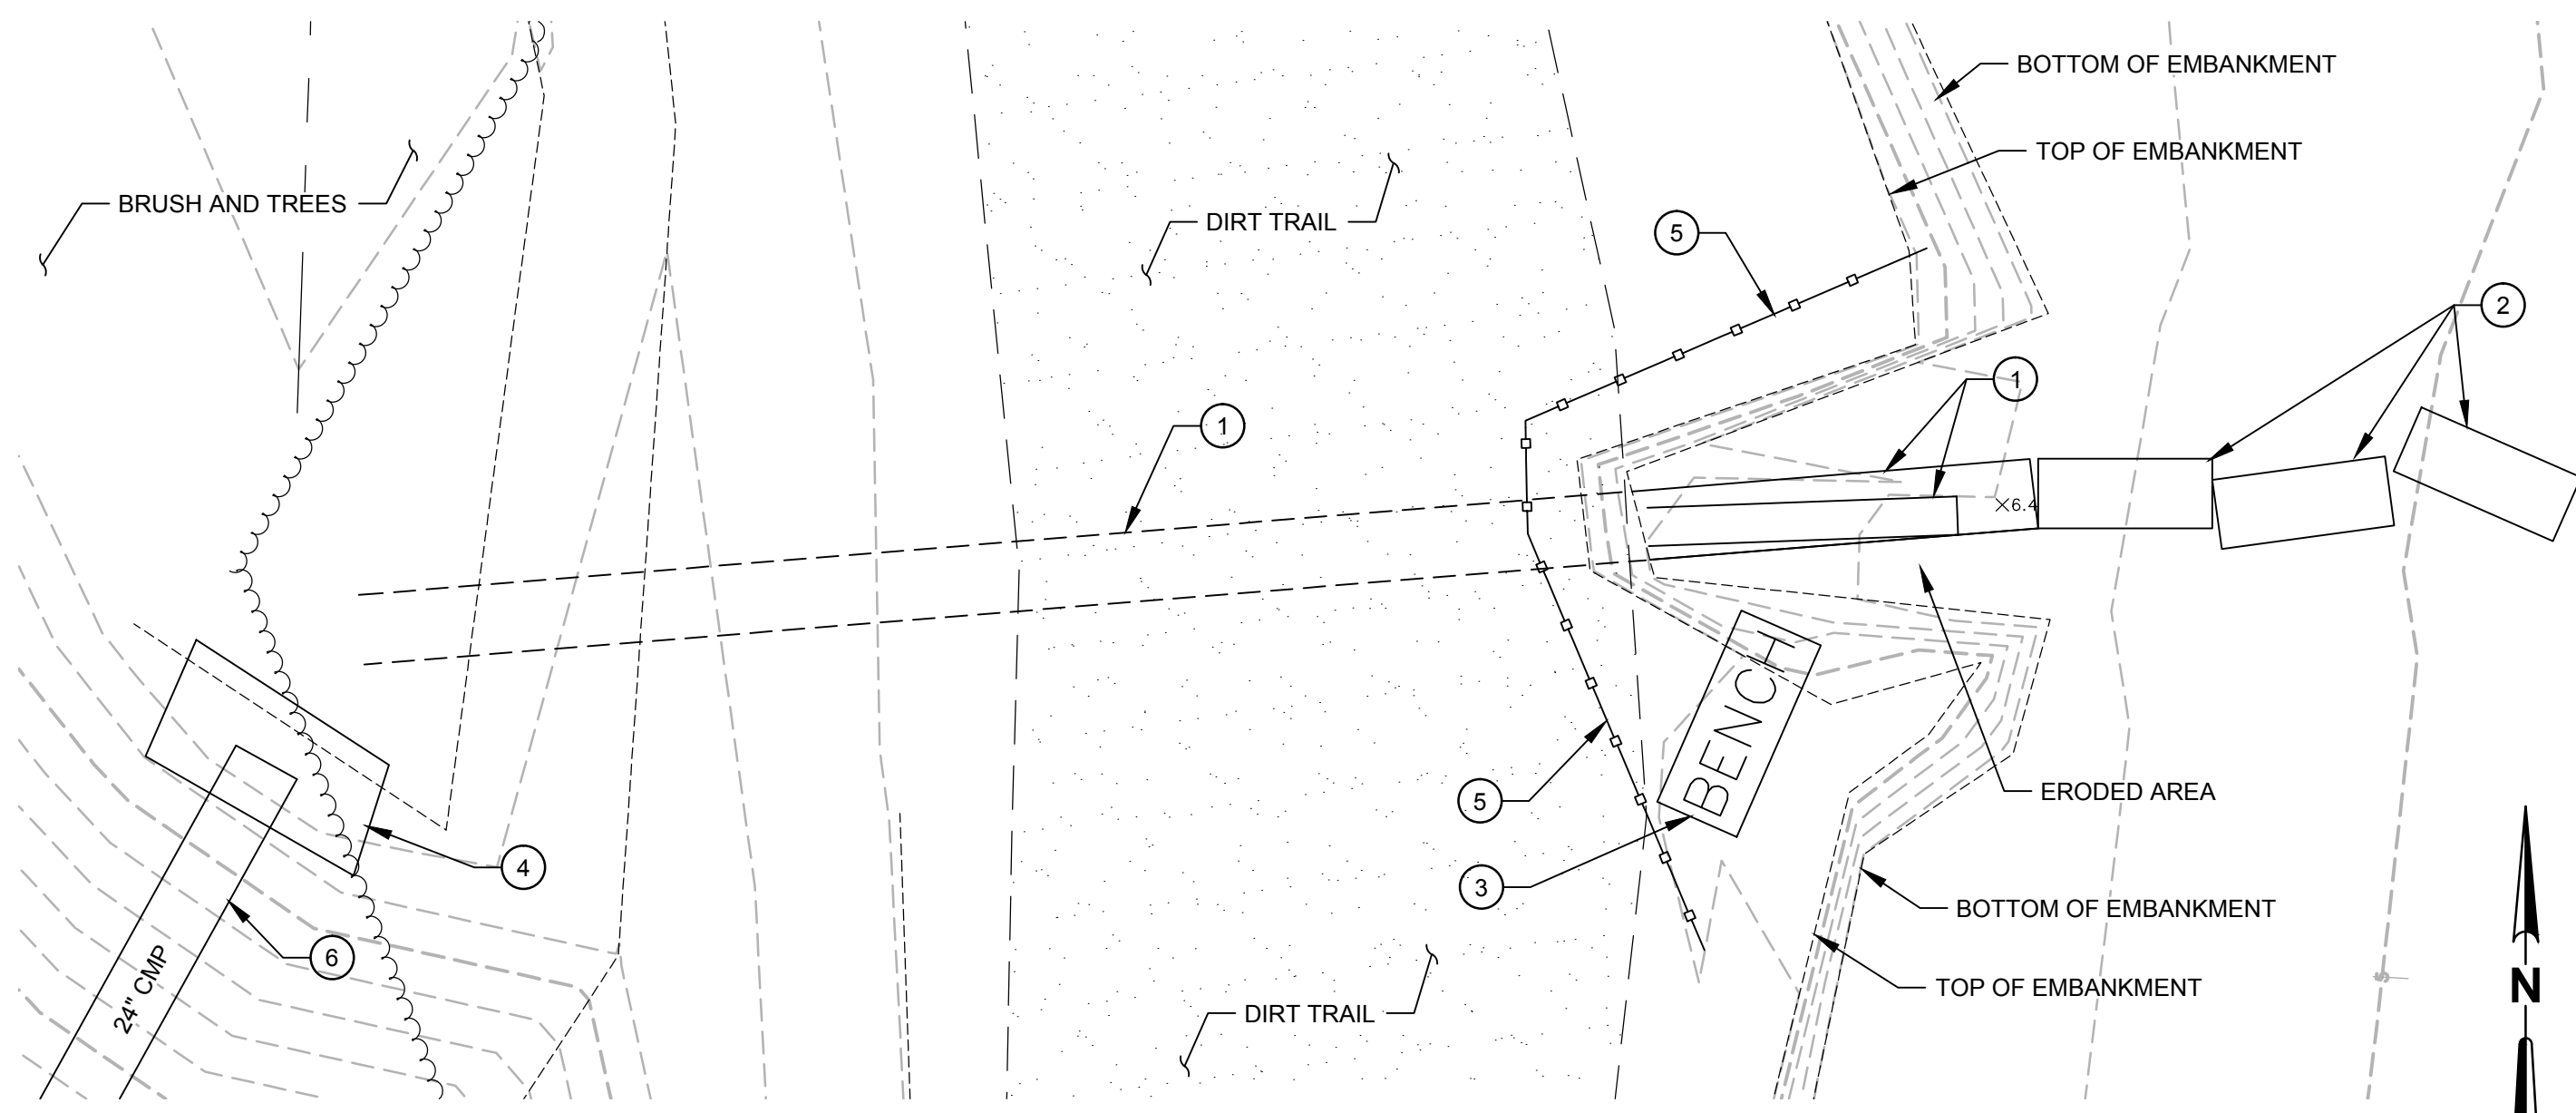 BOTTOM OF EMBANKMENT
TOP OF EMBANKMENT
BRUSH AND TREES
DIRT TRAIL
5
2
1
1
×6.4
BENCH
ERODED AREA
5
4
3
BOTTOM OF EMBANKMENT
6
24" CMP
TOP OF EMBANKMENT
5
N
DIRT TRAIL